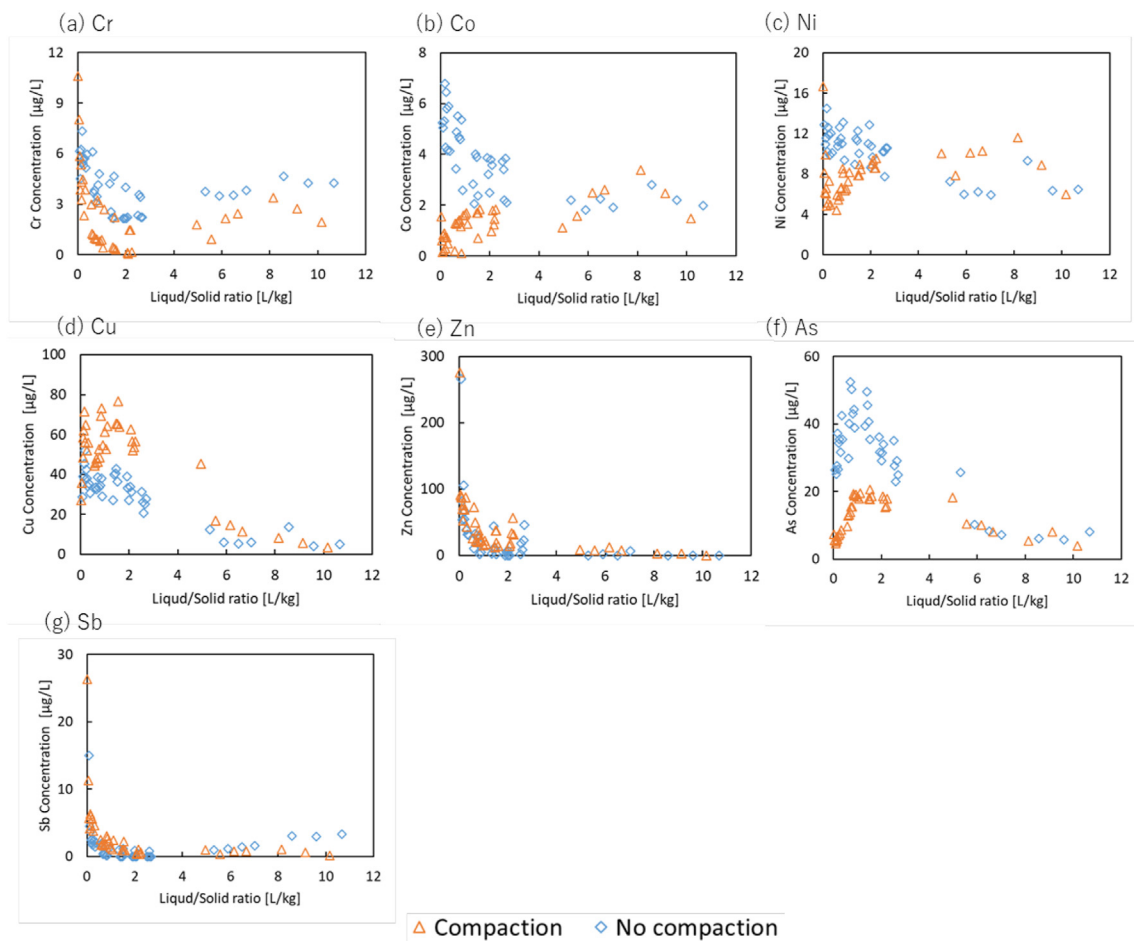 (a) Cr
(b) Co
(c) Ni
12
9
6
3
0
Cr Concentration [µg/L]
0 2 4 6 8 10 12
Liqud/Solid ratio [L/kg]
8
6
4
2
0
Co Concentration [µg/L]
0 2 4 6 8 10 12
Liqud/Solid ratio [L/kg]
20
16
12
8
4
0
Ni Concentration [µg/L]
0 2 4 6 8 10 12
Liqud/Solid ratio [L/kg]
(d) Cu
(e) Zn
(f) As
100
80
60
40
20
0
Cu Concentration [µg/L]
0 2 4 6 8 10 12
Liqud/Solid ratio [L/kg]
300
200
100
0
Zn Concentration [µg/L]
0 2 4 6 8 10 12
Liqud/Solid ratio [L/kg]
60
40
20
0
As Concentration [µg/L]
0 2 4 6 8 10 12
Liqud/Solid ratio [L/kg]
(g) Sb
30
20
10
0
Sb Concentration [µg/L]
0 2 4 6 8 10 12
Liqud/Solid ratio [L/kg]
Compaction No compaction